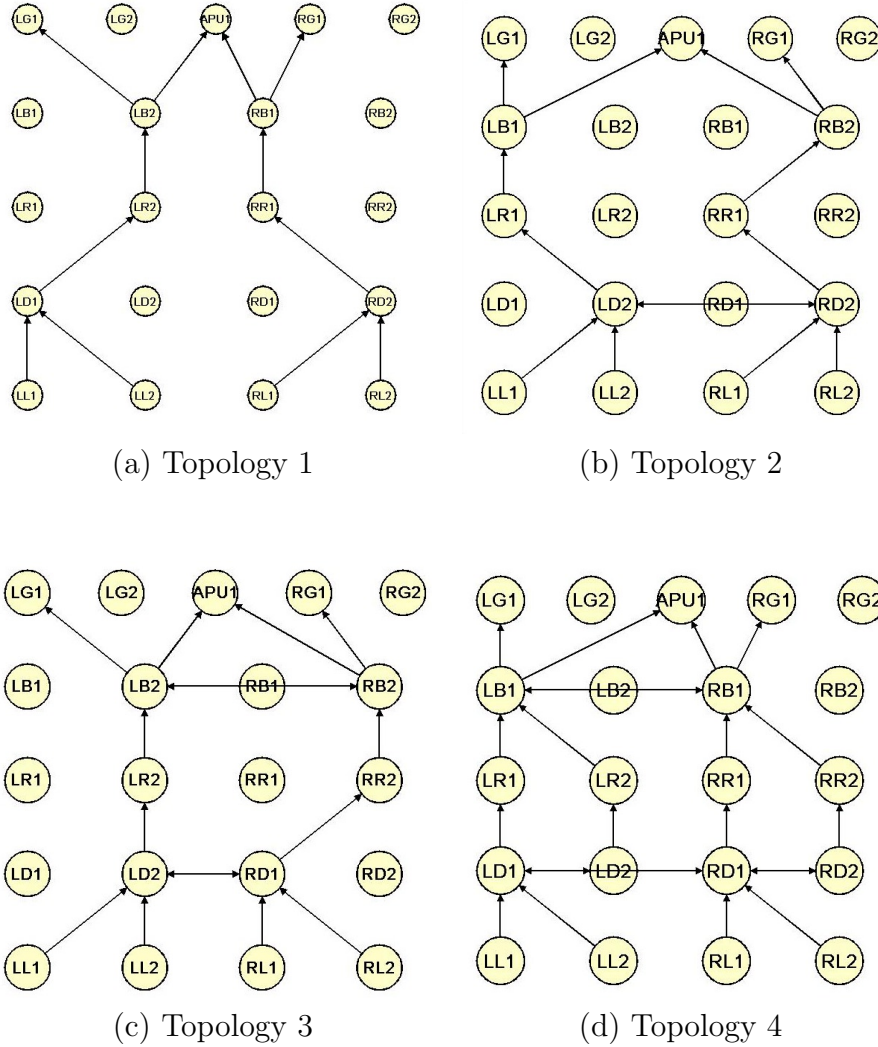 LG1 LG2 APU1 RG1 RG2
LB1 LB2 RB1 RB2
LR1 LR2 RR1 RR2
LD1 LD2 RD1 RD2
LL1 LL2 RL1 RL2
(a) Topology 1
LG1 LG2 APU1 RG1 RG2
LB1 LB2 RB1 RB2
LR1 LR2 RR1 RR2
LD1 LD2 RD1 RD2
LL1 LL2 RL1 RL2
(b) Topology 2
LG1 LG2 APU1 RG1 RG2
LB1 LB2 RB1 RB2
LR1 LR2 RR1 RR2
LD1 LD2 RD1 RD2
LL1 LL2 RL1 RL2
(c) Topology 3
LG1 LG2 APU1 RG1 RG2
LB1 LB2 RB1 RB2
LR1 LR2 RR1 RR2
LD1 LD2 RD1 RD2
LL1 LL2 RL1 RL2
(d) Topology 4